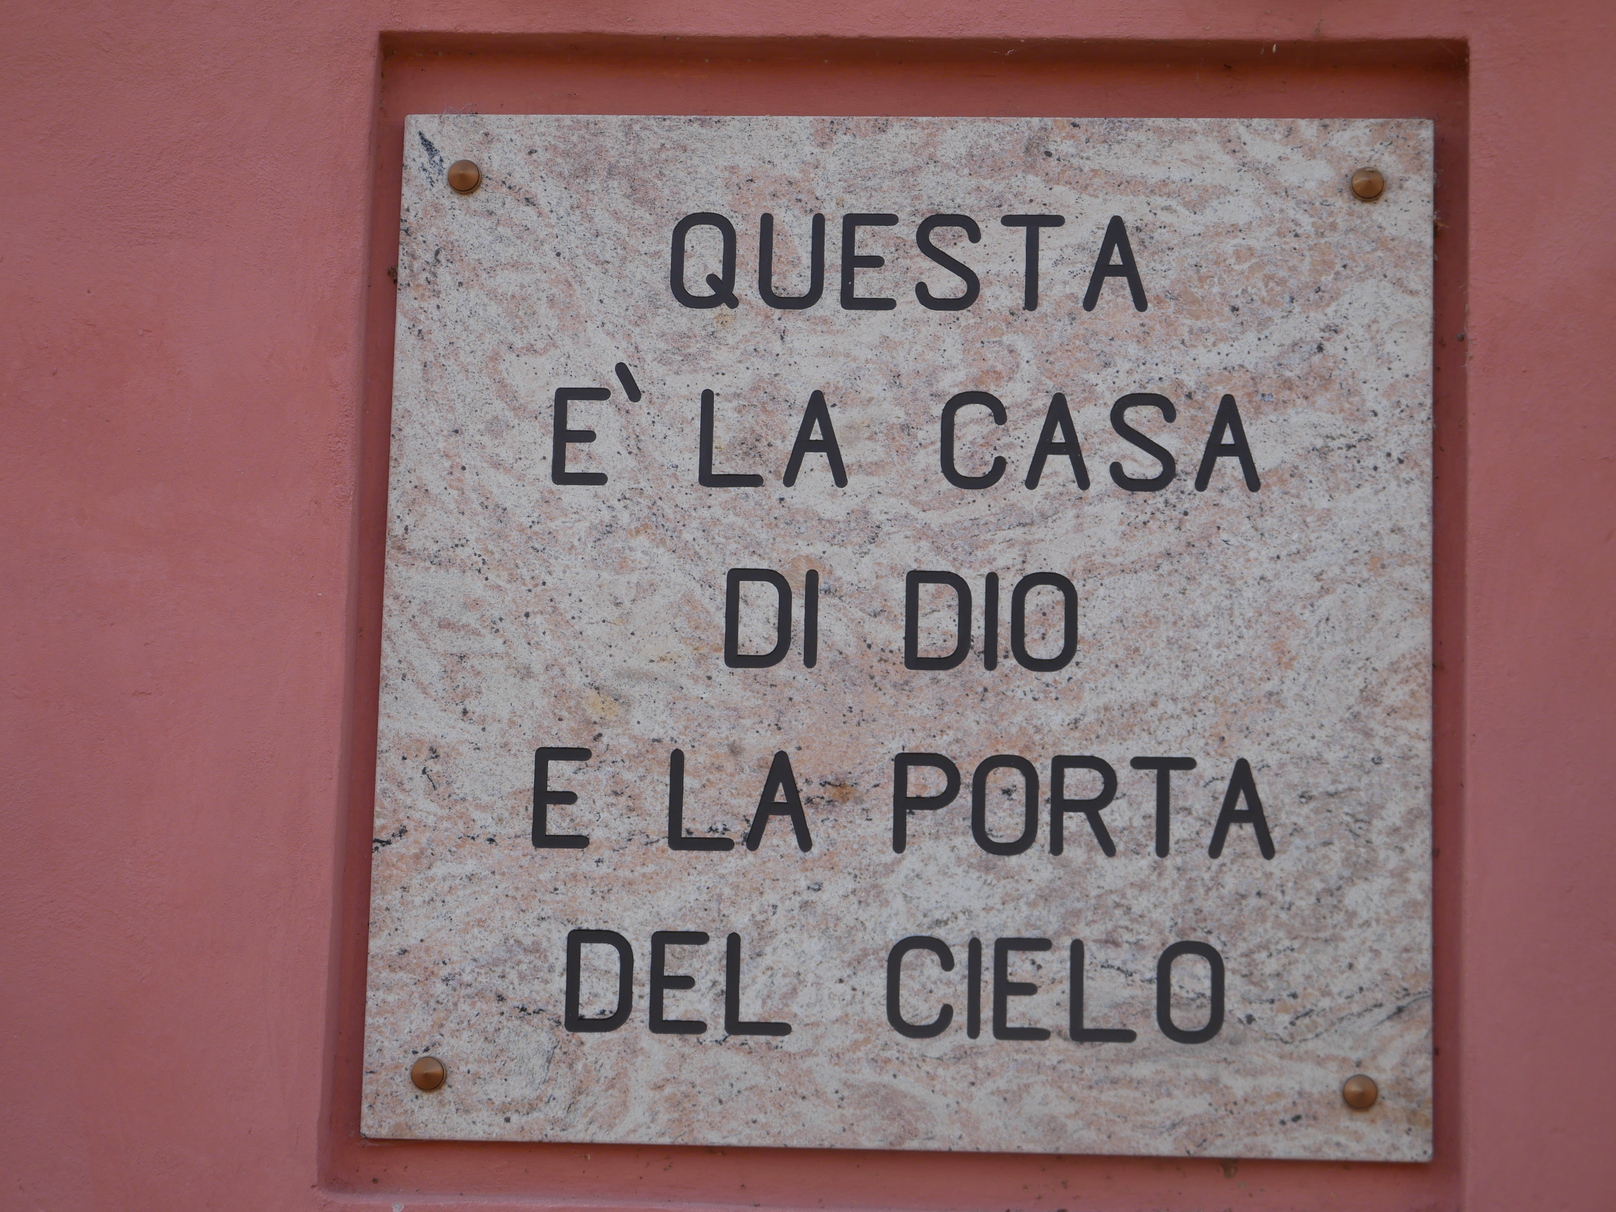 QUESTA
E` LA CASA
DI DIO
E LA PORTA
DEL CIELO